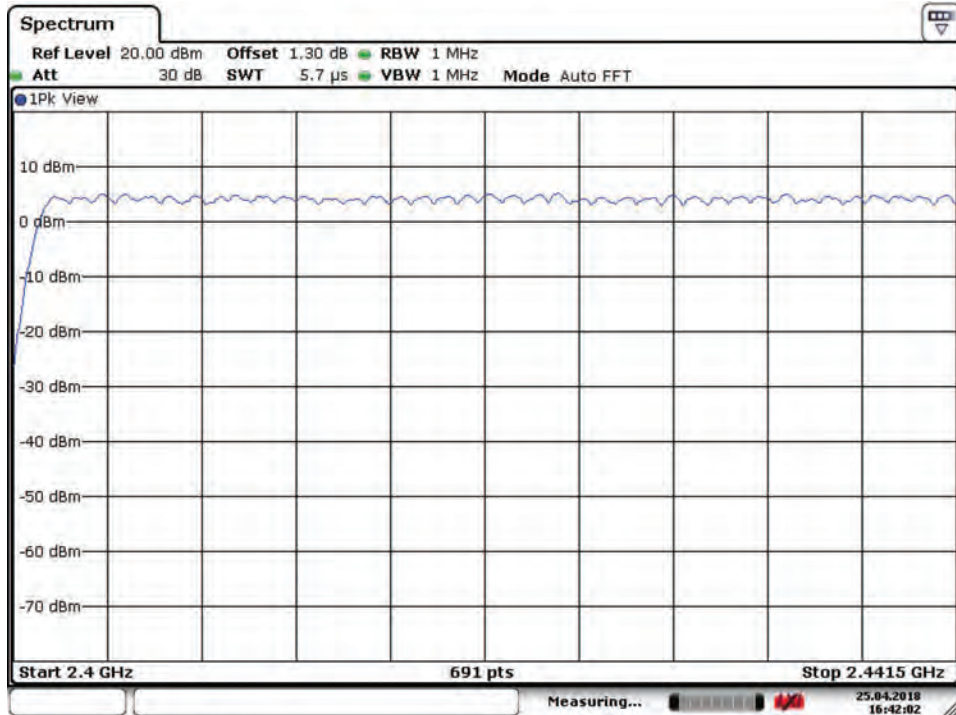 Spectrum
Ref Level 20.00 dBm Offset 1.30 dB RBW 1 MHz
Att 30 dB SWT 5.7 µs VBW 1 MHz Mode Auto FFT
1Pk View
10 dBm
0 dBm
-10 dBm
-20 dBm
-30 dBm
-40 dBm
-50 dBm
-60 dBm
-70 dBm
Start 2.4 GHz 691 pts Stop 2.4415 GHz
Measuring... 25.04.2018
16:42:02